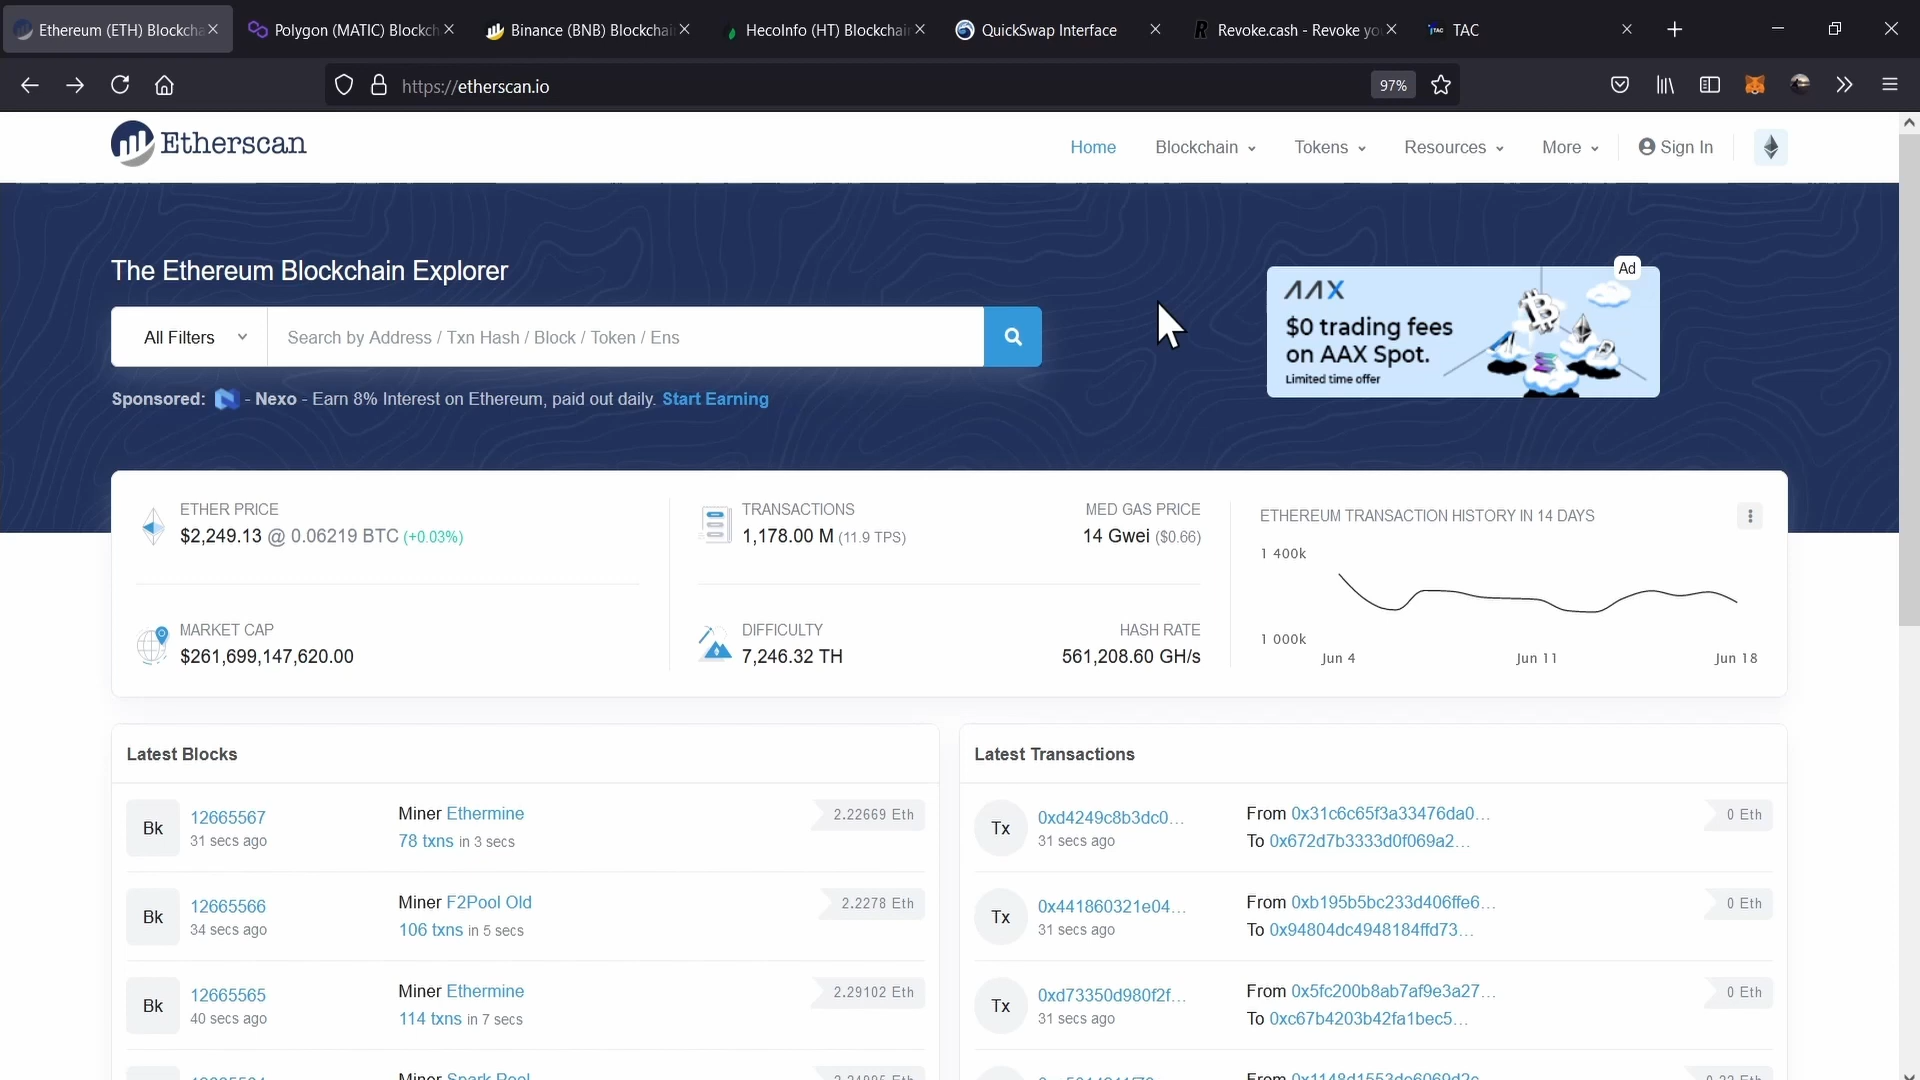 Ethereum (ETH) Blockcha
Polygon (MATIC) Blockch
Binance (BNB) Blockchai
HecoInfo (HT) Blockchain
QuickSwap Interface
Revoke.cash - Revoke yo
TAC
https://etherscan.io
97%
Etherscan
Home
Blockchain
Tokens
Resources
More
Sign In
The Ethereum Blockchain Explorer
All Filters
Search by Address / Txn Hash / Block / Token / Ens
Sponsored: - Nexo - Earn 8% Interest on Ethereum, paid out daily. Start Earning
Ad
AAX
$0 trading fees
on AAX Spot.
Limited time offer
ETHER PRICE
$2,249.13 @ 0.06219 BTC (+0.03%)
MARKET CAP
$261,699,147,620.00
TRANSACTIONS
1,178.00 M (11.9 TPS)
MED GAS PRICE
14 Gwei ($0.66)
DIFFICULTY
7,246.32 TH
HASH RATE
561,208.60 GH/s
ETHEREUM TRANSACTION HISTORY IN 14 DAYS
1 400k
1 000k
Jun 4
Jun 11
Jun 18
Latest Blocks
Bk
12665567
31 secs ago
Miner Ethermine
78 txns in 3 secs
2.22669 Eth
Bk
12665566
34 secs ago
Miner F2Pool Old
106 txns in 5 secs
2.2278 Eth
Bk
12665565
40 secs ago
Miner Ethermine
114 txns in 7 secs
2.29102 Eth
Miner Spark Pool
Latest Transactions
Tx
0xd4249c8b3dc0...
31 secs ago
From 0x31c6c65f3a33476da0...
To 0x672d7b3333d0f069a2...
0 Eth
Tx
0x441860321e04...
31 secs ago
From 0xb195b5bc233d406ffe6...
To 0x94804dc4948184ffd73...
0 Eth
Tx
0xd73350d980f2f...
31 secs ago
From 0x5fc200b8ab7af9e3a27...
To 0xc67b4203b42fa1bec5...
0 Eth
From